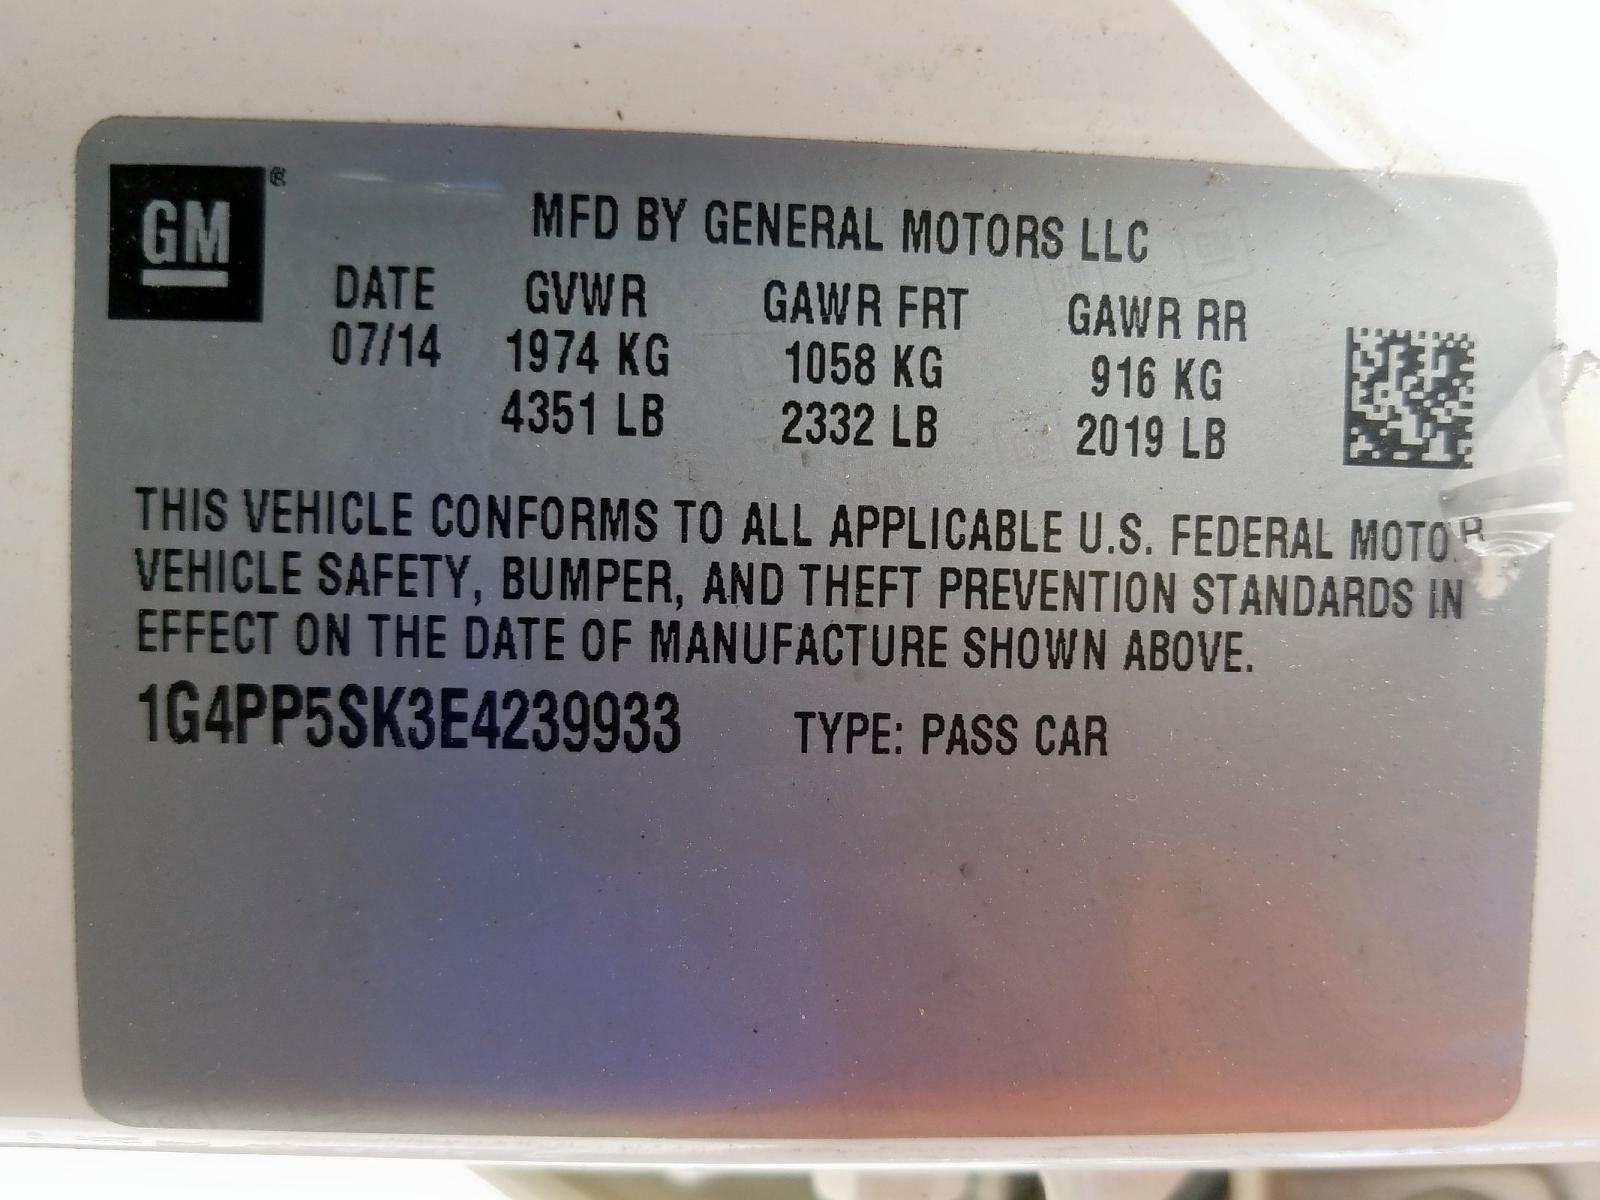 GM ®
MFD BY GENERAL MOTORS LLC
DATE GVWR GAWR FRT GAWR RR
07/14 1974 KG 1058 KG 916 KG
4351 LB 2332 LB 2019 LB
THIS VEHICLE CONFORMS TO ALL APPLICABLE U.S. FEDERAL MOTOR
VEHICLE SAFETY, BUMPER, AND THEFT PREVENTION STANDARDS IN
EFFECT ON THE DATE OF MANUFACTURE SHOWN ABOVE.
1G4PP5SK3E4239933 TYPE: PASS CAR